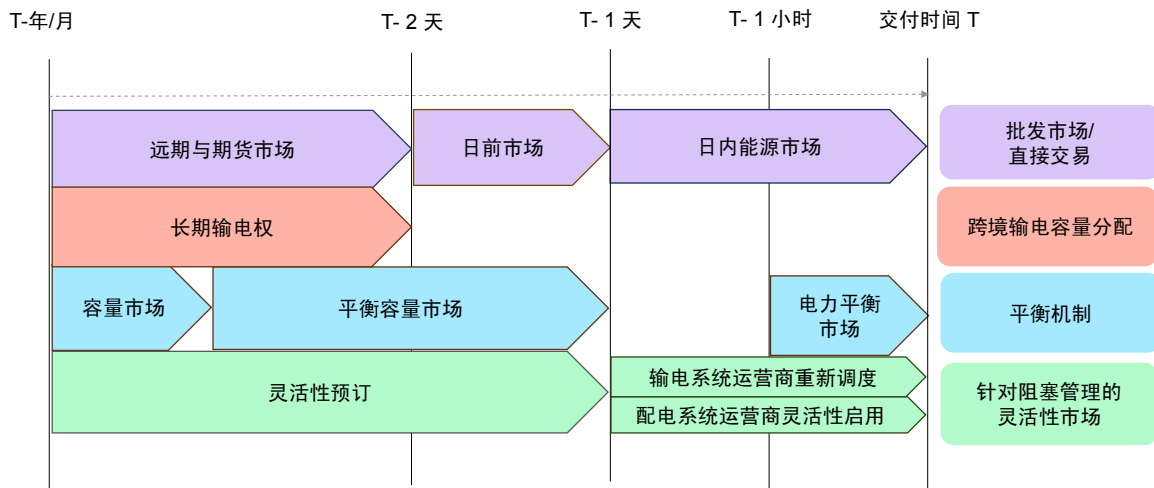 T-年/月
T- 2 天
T- 1 天
T- 1 小时
交付时间 T
远期与期货市场
日前市场
日内能源市场
批发市场/
直接交易
长期输电权
跨境输电容量分配
容量市场
平衡容量市场
电力平衡
市场
平衡机制
灵活性预订
输电系统运营商重新调度
配电系统运营商灵活性启用
针对阻塞管理的
灵活性市场